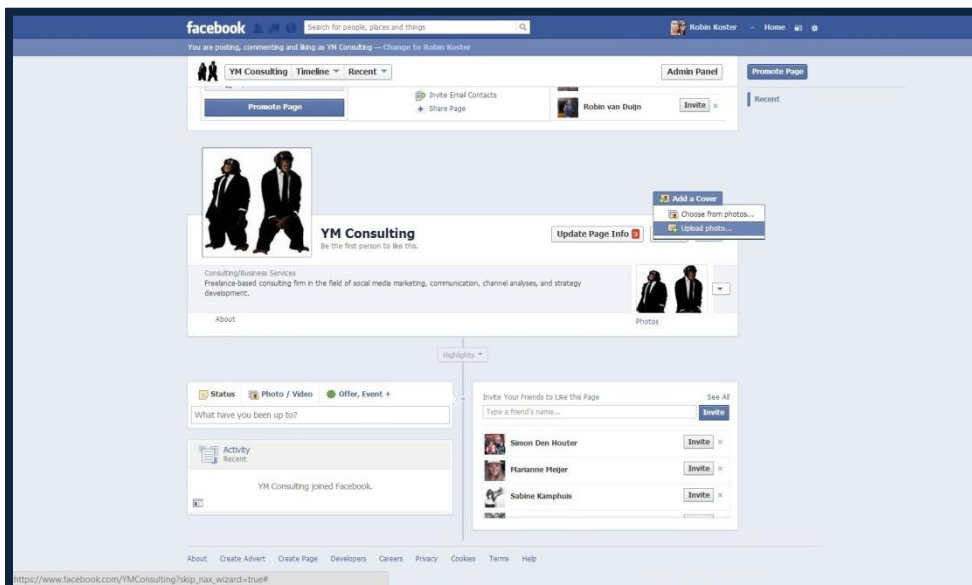 facebook
Search for people, places and things
Robin Koster
Home
You are posting, commenting and liking as YM Consulting — Change to Robin Koster
YM Consulting
Timeline
Recent
Admin Panel
Promote Page
Recent
Promote Page
Invite Email Contacts
Share Page
Robin van Duijn
Invite
Add a Cover
Choose from photos...
Upload photo...
YM Consulting
Be the first person to like this.
Update Page Info 3
Consulting/Business Services
Freelance-based consulting firm in the field of social media marketing, communication, channel analyses, and strategy
development.
About
Photos
Highlights
Status
Photo / Video
Offer, Event +
What have you been up to?
Activity
Recent
YM Consulting joined Facebook.
Invite Your Friends to Like this Page
See All
Type a friend's name...
Invite
Simon Den Houter
Invite
Marianne Meijer
Invite
Sabine Kamphuis
Invite
About Create Advert Create Page Developers Careers Privacy Cookies Terms Help
https://www.facebook.com/YMConsulting?skip_nax_wizard=true#